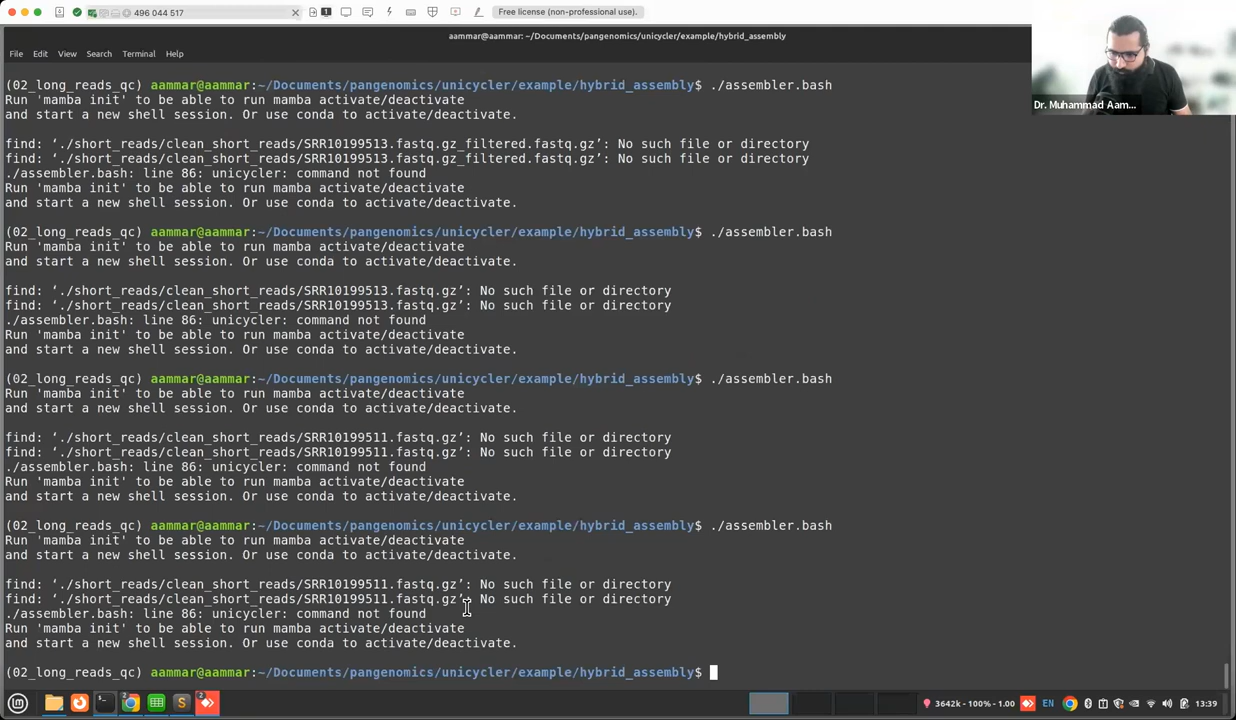 496 044 517
1
Free license (non-professional use).
aammar@aammar: ~/Documents/pangenomics/unicycler/example/hybrid_assembly
File Edit View Search Terminal Help
Dr. Muhammad Aam...
(02_long_reads_qc) aammar@aammar:~/Documents/pangenomics/unicycler/example/hybrid_assembly$ ./assembler.bash
Run 'mamba init' to be able to run mamba activate/deactivate
and start a new shell session. Or use conda to activate/deactivate.
find: ‘./short_reads/SRR10199513.fastq.gz_filtered.fastq.gz’: No such file or directory
find: ‘./short_reads/SRR10199513.fastq.gz_filtered.fastq.gz’: No such file or directory
./assembler.bash: line 86: unicycler: command not found
Run 'mamba init' to be able to run mamba activate/deactivate
and start a new shell session. Or use conda to activate/deactivate.
(02_long_reads_qc) aammar@aammar:~/Documents/pangenomics/unicycler/example/hybrid_assembly$ ./assembler.bash
Run 'mamba init' to be able to run mamba activate/deactivate
and start a new shell session. Or use conda to activate/deactivate.
find: ‘./short_reads/clean_short_reads/SRR10199513.fastq.gz’: No such file or directory
find: ‘./short_reads/clean_short_reads/SRR10199513.fastq.gz’: No such file or directory
./assembler.bash: line 86: unicycler: command not found
Run 'mamba init' to be able to run mamba activate/deactivate
and start a new shell session. Or use conda to activate/deactivate.
(02_long_reads_qc) aammar@aammar:~/Documents/pangenomics/unicycler/example/hybrid_assembly$ ./assembler.bash
Run 'mamba init' to be able to run mamba activate/deactivate
and start a new shell session. Or use conda to activate/deactivate.
find: ‘./short_reads/clean_short_reads/SRR10199511.fastq.gz’: No such file or directory
find: ‘./short_reads/clean_short_reads/SRR10199511.fastq.gz’: No such file or directory
./assembler.bash: line 86: unicycler: command not found
Run 'mamba init' to be able to run mamba activate/deactivate
and start a new shell session. Or use conda to activate/deactivate.
(02_long_reads_qc) aammar@aammar:~/Documents/pangenomics/unicycler/example/hybrid_assembly$ ./assembler.bash
Run 'mamba init' to be able to run mamba activate/deactivate
and start a new shell session. Or use conda to activate/deactivate.
find: ‘./short_reads/clean_short_reads/SRR10199511.fastq.gz’: No such file or directory
find: ‘./short_reads/clean_short_reads/SRR10199511.fastq.gz’: No such file or directory
./assembler.bash: line 86: unicycler: command not found
Run 'mamba init' to be able to run mamba activate/deactivate
and start a new shell session. Or use conda to activate/deactivate.
(02_long_reads_qc) aammar@aammar:~/Documents/pangenomics/unicycler/example/hybrid_assembly$
2 S 2 3642k - 100% - 1.00 EN 13:39